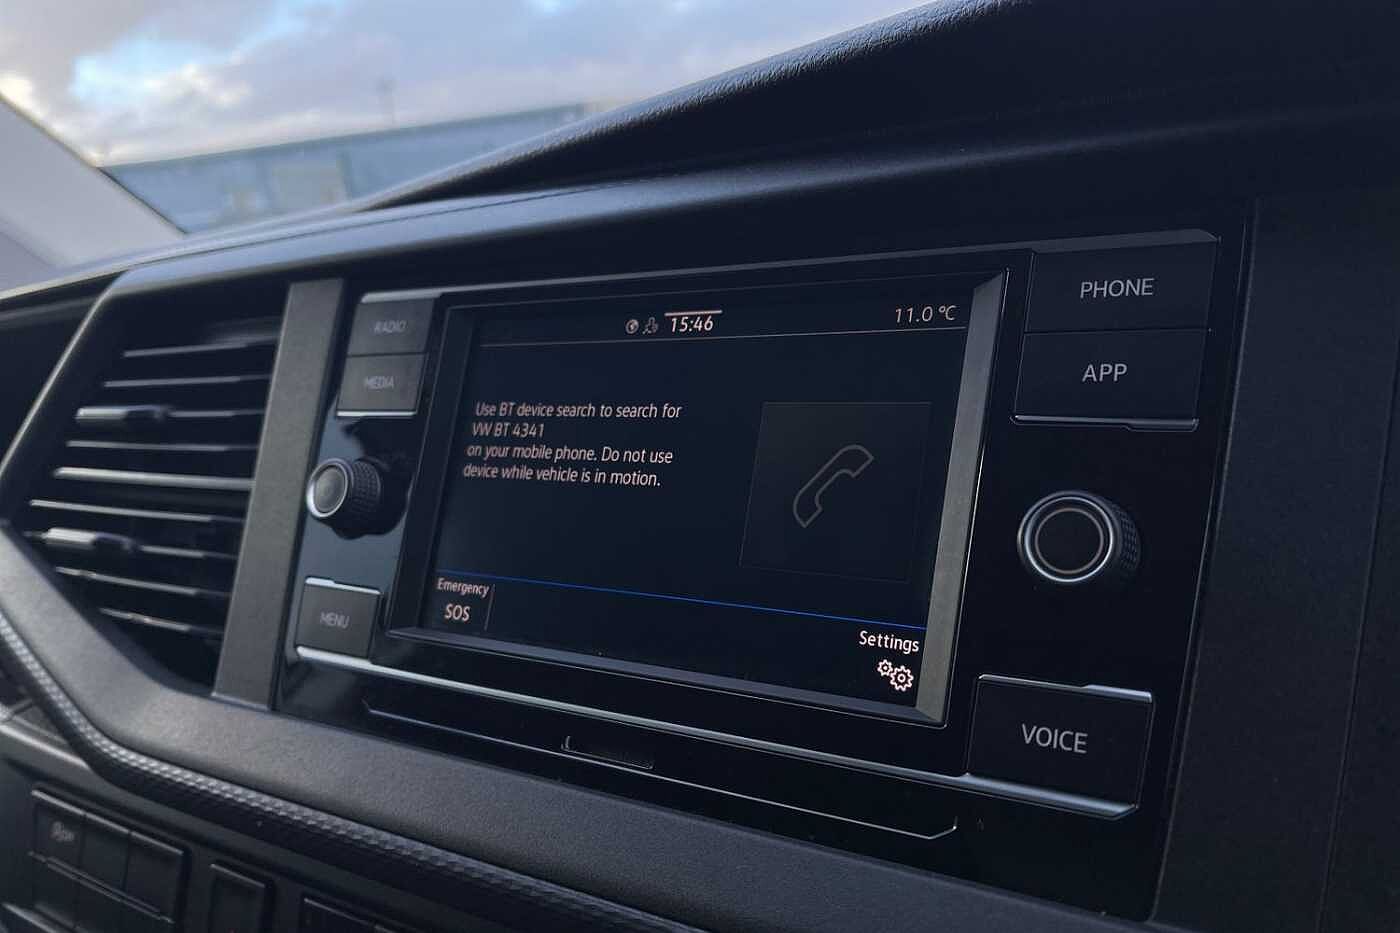 RADIO
MEDIA
MENU
15:46
11.0 °C
Use BT device search to search for
VW BT 4341
on your mobile phone. Do not use
device while vehicle is in motion.
Emergency
SOS
Settings
PHONE
APP
VOICE